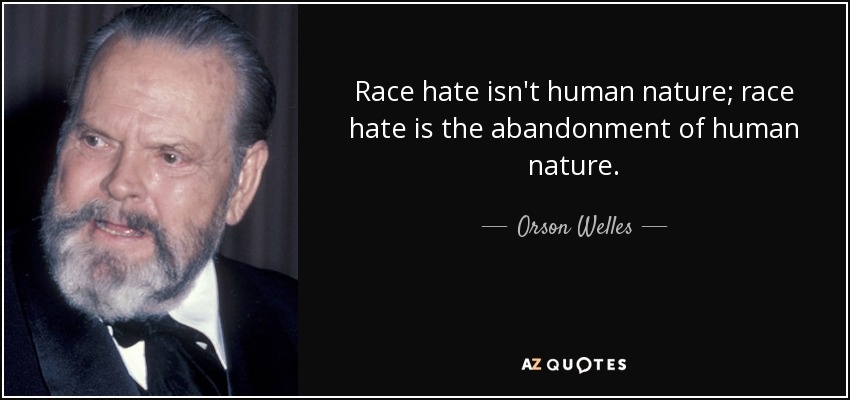 Race hate isn't human nature; race
hate is the abandonment of human
nature.
Orson Welles
AZ QUOTES